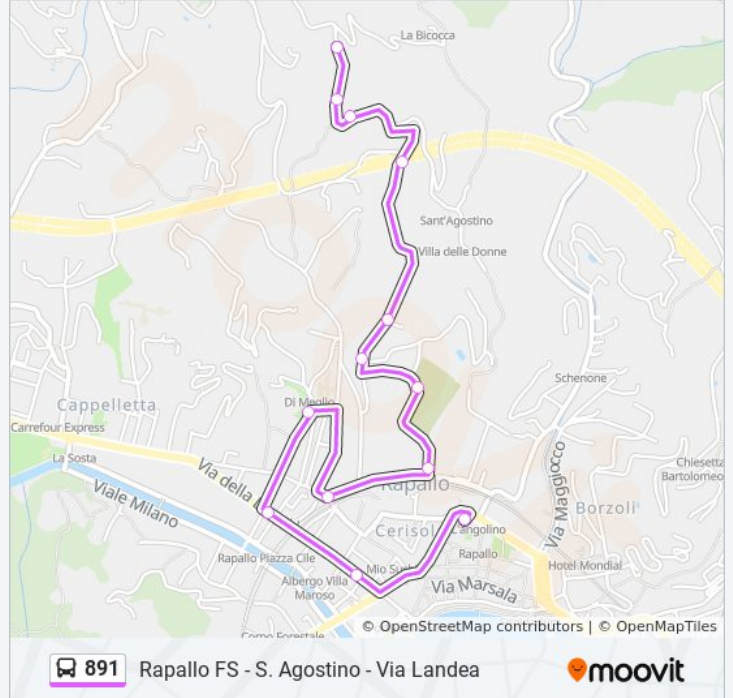 La Bicocca
Sant'Agostino
Villa delle Donne
Schenone
Di Meglio
Cappelletta
Carrefour Express
La Sosta
Via della
Viale Milano
Rapallo
Via Maggiocco
Chiesetta
Bartolomeo
Borzoli
Cerisol
Cangolino
Rapallo
Rapallo Piazza Cile
Mio Sushi
Hotel Mondial
Albergo Villa
Maroso
Via Marsala
Corpo Forestale
© OpenStreetMap contributors | © OpenMapTiles
891 Rapallo FS - S. Agostino - Via Landea
moovit